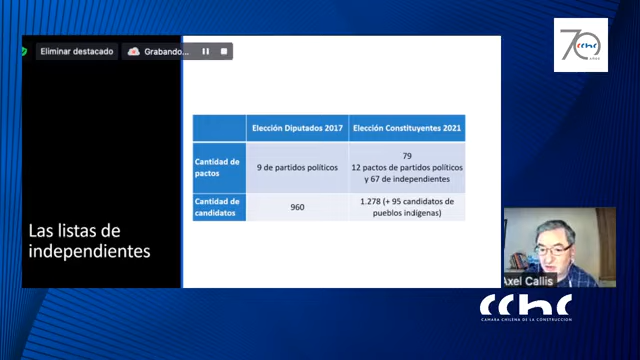 Eliminar destacado
Grabando...
70
cchc
AÑOS
Elección Diputados 2017
Elección Constituyentes 2021
Cantidad de
pactos
9 de partidos políticos
79
12 pactos de partidos políticos
y 67 de independientes
Cantidad de
candidatos
960
1.278 (+ 95 candidatos de
pueblos indígenas)
Las listas de
independientes
Axel Callis
cchc
CÁMARA CHILENA DE LA CONSTRUCCIÓN